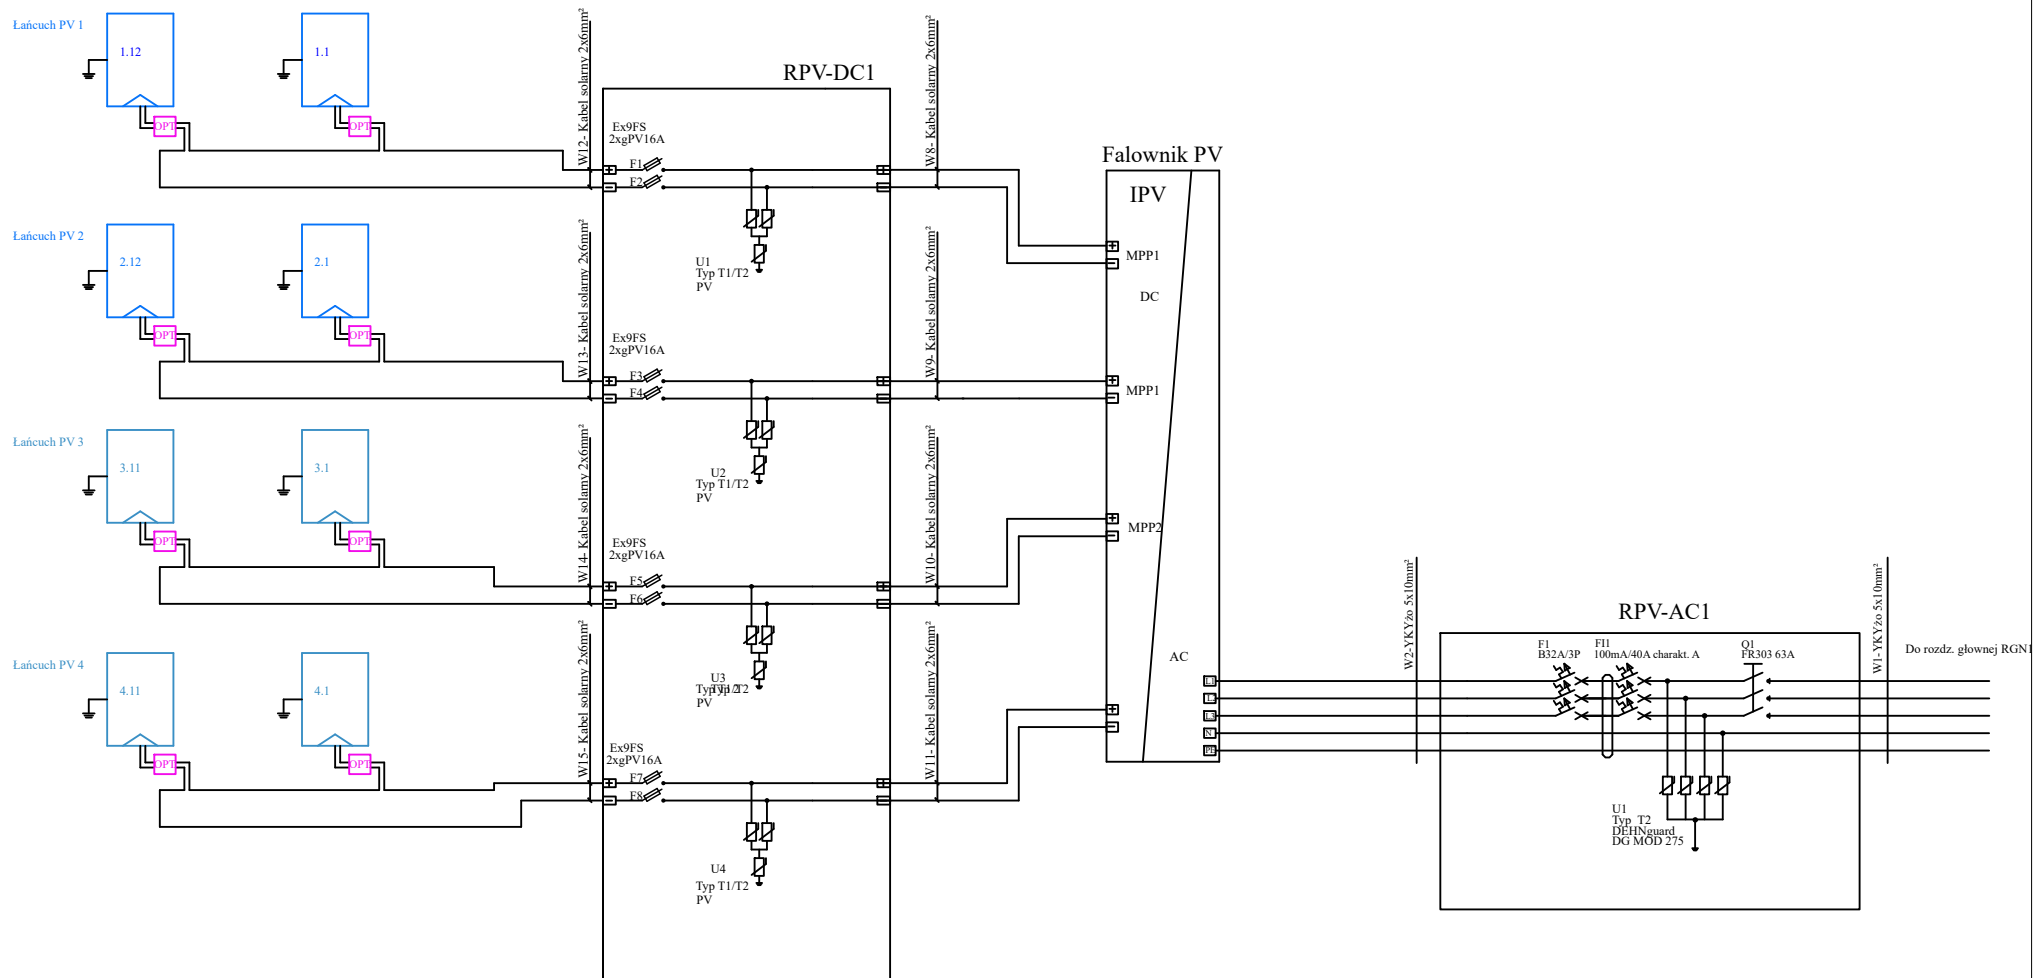 Łańcuch PV 1
1.12
1.1
OPT
OPT
W12- Kabel solarny 2x6mm²
RPV-DC1
Ex9FS
2xgPV16A
F1
F2
U1
Typ T1/T2
PV
W8- Kabel solarny 2x6mm²
Łańcuch PV 2
2.12
2.1
OPT
OPT
W13- Kabel solarny 2x6mm²
Ex9FS
2xgPV16A
F3
F4
U2
Typ T1/T2
PV
W9- Kabel solarny 2x6mm²
Łańcuch PV 3
3.11
3.1
OPT
OPT
W14- Kabel solarny 2x6mm²
Ex9FS
2xgPV16A
F5
F6
U3
PV
W10- Kabel solarny 2x6mm²
Łańcuch PV 4
4.11
4.1
OPT
OPT
W15- Kabel solarny 2x6mm²
Ex9FS
2xgPV16A
F7
F8
U4
Typ T1/T2
PV
W11- Kabel solarny 2x6mm²
Falownik PV
IPV
MPP1
DC
MPP1
MPP2
AC
L1
L2
L3
N
PE
W2-YKYżo 5x10mm²
RPV-AC1
F1
B32A/3P
FI1
100mA/40A charakt. A
Q1
FR303 63A
U1
Typ T2
DEHNguard
DG MOD 275
W1-YKYżo 5x10mm²
Do rozdz. głownej RGN1